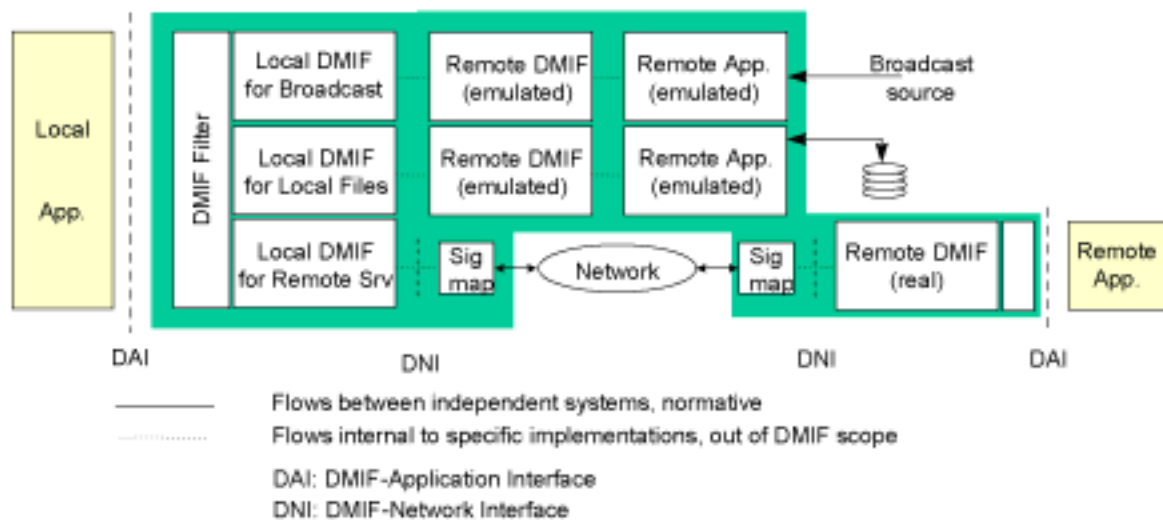 Local
App.
DMIF Filter
Local DMIF
for Broadcast
Remote DMIF
(emulated)
Remote App.
(emulated)
Broadcast
source
Local DMIF
for Local Files
Remote DMIF
(emulated)
Remote App.
(emulated)
Local DMIF
for Remote Srv
Sig
map
Network
Sig
map
Remote DMIF
(real)
Remote
App.
DAI
DNI
DNI
DAI
Flows between independent systems, normative
Flows internal to specific implementations, out of DMIF scope
DAI: DMIF-Application Interface
DNI: DMIF-Network Interface